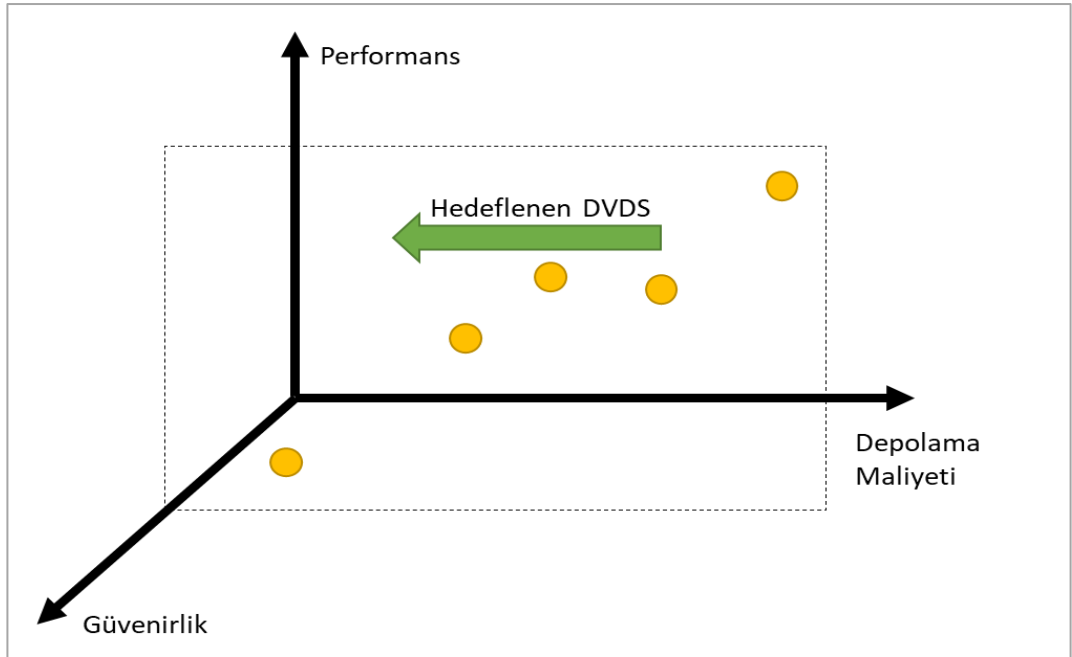 Performans
Hedeflenen DVDS
Depolama
Maliyeti
Güvenirlik